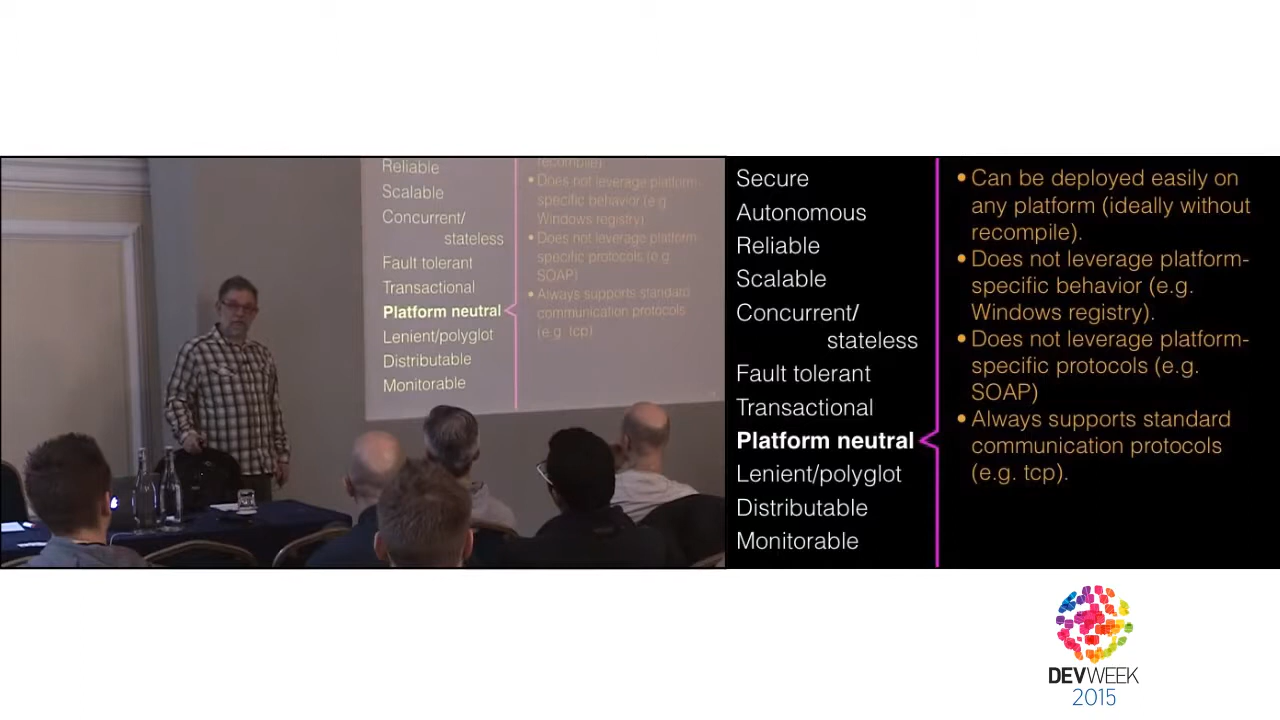 Reliable
Scalable
Concurrent/
stateless
Fault tolerant
Transactional
Platform neutral
Lenient/polyglot
Distributable
Monitorable
recompile)
• Does not leverage platform-
specific behavior (e.g.
Windows registry)
• Does not leverage platform-
specific protocols (e.g.
SOAP)
• Always supports standard
communication protocols
(e.g. tcp)
Secure
Autonomous
Reliable
Scalable
Concurrent/
stateless
Fault tolerant
Transactional
Platform neutral
Lenient/polyglot
Distributable
Monitorable
• Can be deployed easily on
any platform (ideally without
recompile).
• Does not leverage platform-
specific behavior (e.g.
Windows registry).
• Does not leverage platform-
specific protocols (e.g.
SOAP)
• Always supports standard
communication protocols
(e.g. tcp).
DEVWEEK
2015